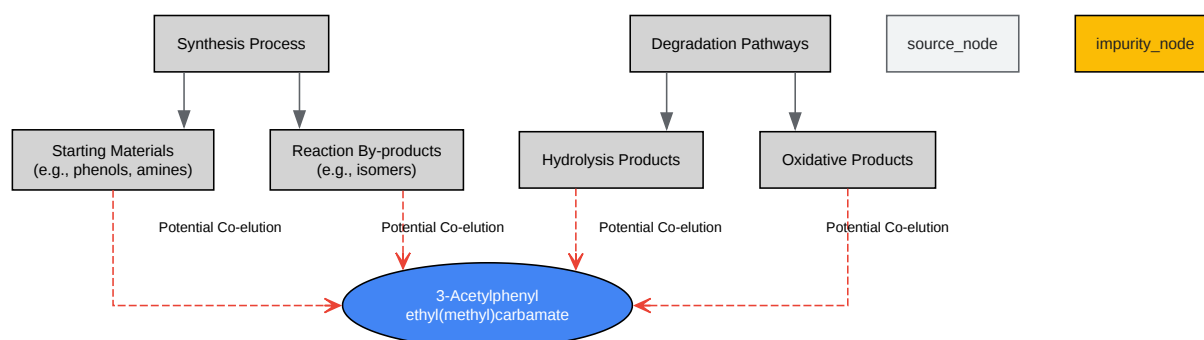 Synthesis Process
Degradation Pathways
source_node
impurity_node
Starting Materials
(e.g., phenols, amines)
Reaction By-products
(e.g., isomers)
Hydrolysis Products
Oxidative Products
Potential Co-elution
Potential Co-elution
Potential Co-elution
Potential Co-elution
3-Acetylphenyl
ethyl(methyl)carbamate